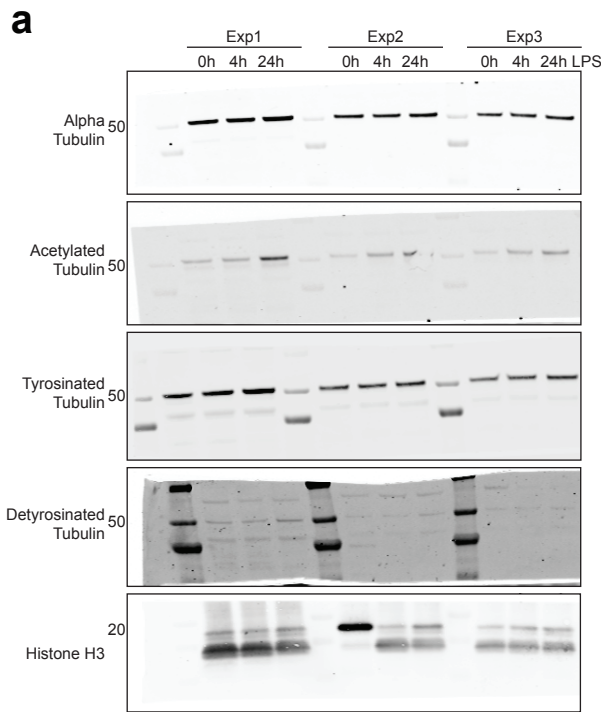 a
Exp1 Exp2 Exp3
0h 4h 24h 0h 4h 24h 0h 4h 24h LPS
Alpha
Tubulin
50
Acetylated
Tubulin
50
Tyrosinated
Tubulin
50
Detyrosinated
Tubulin
50
20
Histone H3